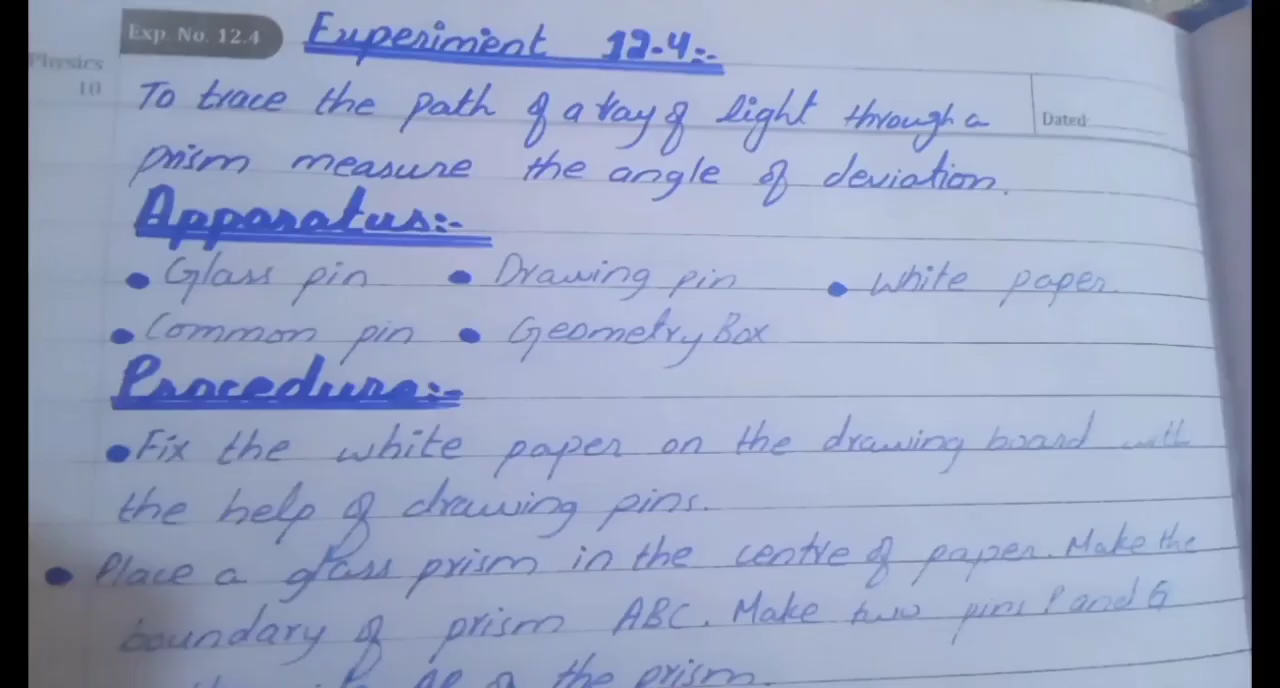 Exp. No. 12.4
Experiment 12.4:-
Physics
10
To trace the path of a ray of light through a
Dated
prism measure the angle of deviation.
Apparatus:-
• Glass pin • Drawing pin • White paper.
• Common pin • Geometry Box
Procedure:-
• Fix the white paper on the drawing board with
the help of drawing pins.
• Place a glass prism in the centre of paper. Make the
boundary of prism ABC. Make two pins P and G
the prism.